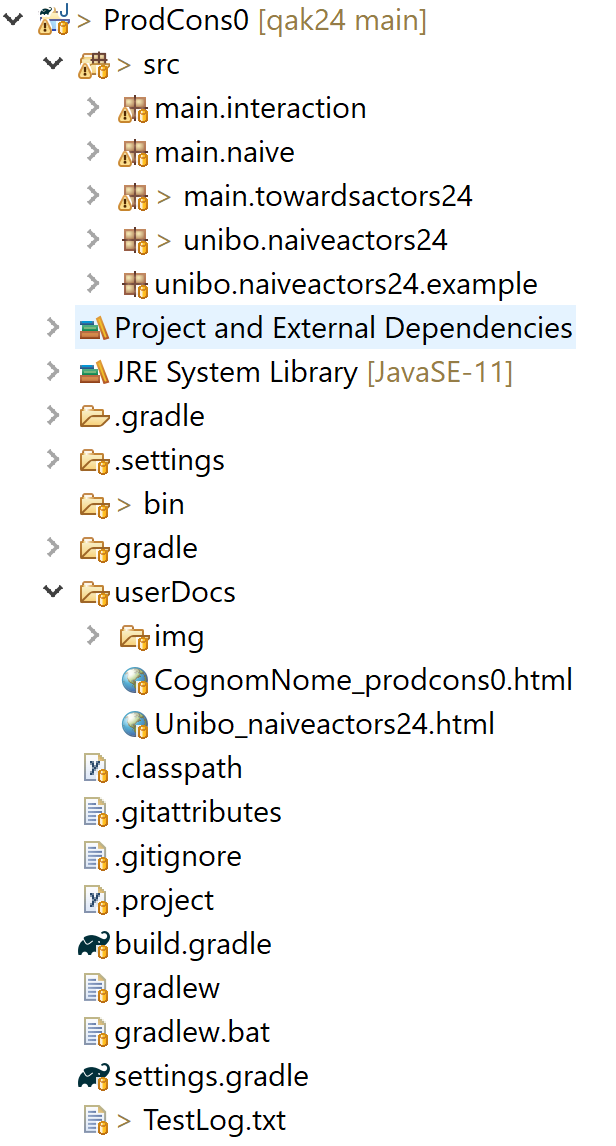 > ProdCons0 [qak24 main]
> src
main.interaction
main.naive
> main.towardsactors24
> unibo.naiveactors24
unibo.naiveactors24.example
Project and External Dependencies
JRE System Library [JavaSE-11]
.gradle
.settings
> bin
gradle
userDocs
img
CognomNome_prodcons0.html
Unibo_naiveactors24.html
.classpath
.gitattributes
.gitignore
.project
build.gradle
gradlew
gradlew.bat
settings.gradle
> TestLog.txt